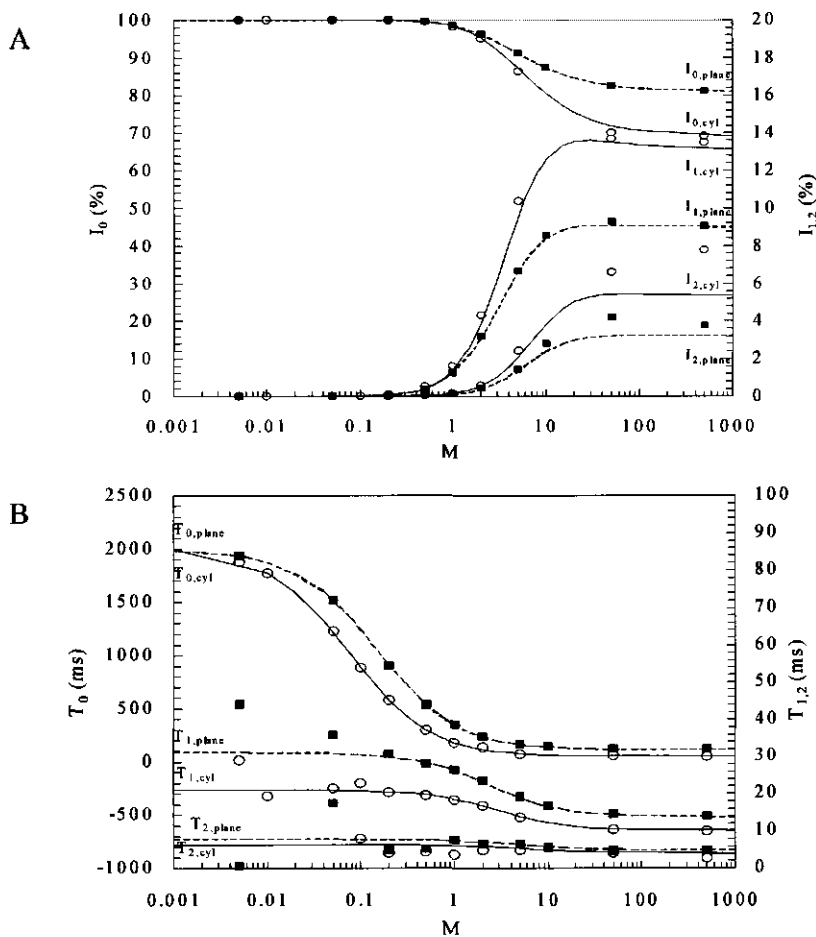 A
I0 (%)
100
90
80
70
60
50
40
30
20
10
0
20
18
16
14
12
10
8
6
4
2
0
I1,2 (%)
I0,plane
I0,cyl
I1,cyl
I1,plane
I2,cyl
I2,plane
0.001 0.01 0.1 1 10 100 1000
M
B
T0 (ms)
2500
2000
1500
1000
500
0
-500
-1000
100
90
80
70
60
50
40
30
20
10
0
T1,2 (ms)
T0,plane
T0,cyl
T1,plane
T1,cyl
T2,plane
T2,cyl
0.001 0.01 0.1 1 10 100 1000
M